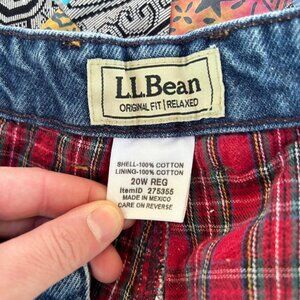 L.L.Bean
ORIGINAL FIT | RELAXED
SHELL-100% COTTON
LINING-100% COTTON
20W REG
ItemID 275355
MADE IN MEXICO
CARE ON REVERSE